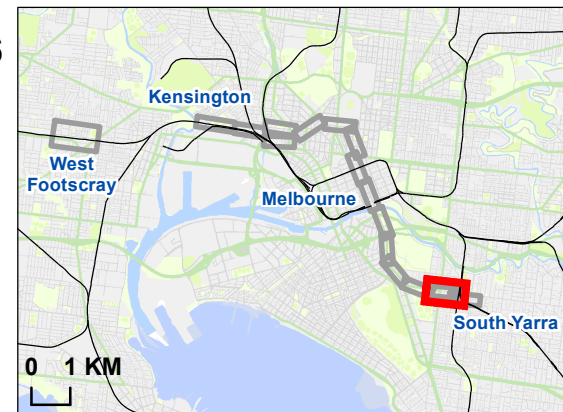 S
Kensington
West
Footscray
Melbourne
South Yarra
0 1 KM